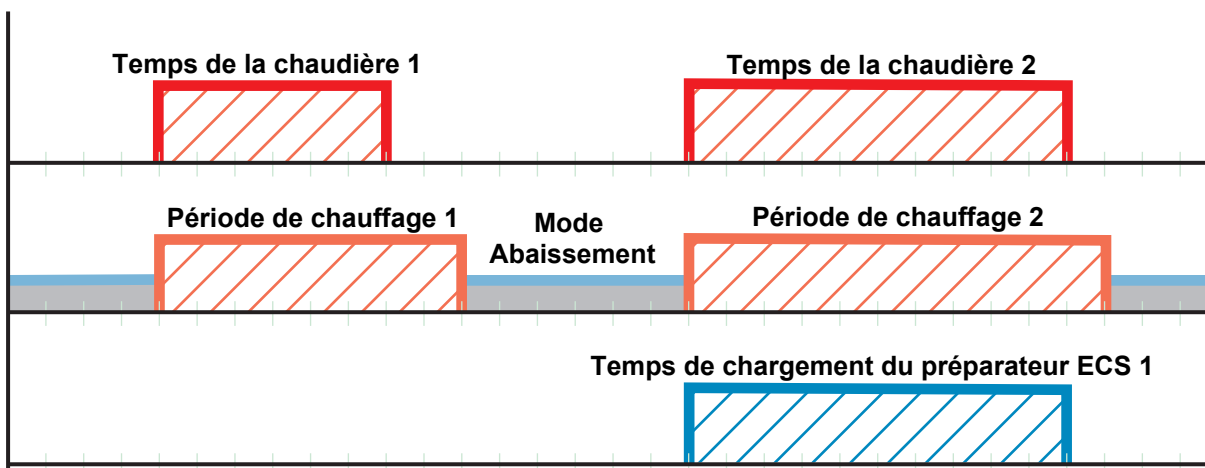 Temps de la chaudière 1
Temps de la chaudière 2
Période de chauffage 1
Mode
Abaissement
Période de chauffage 2
Temps de chargement du préparateur ECS 1